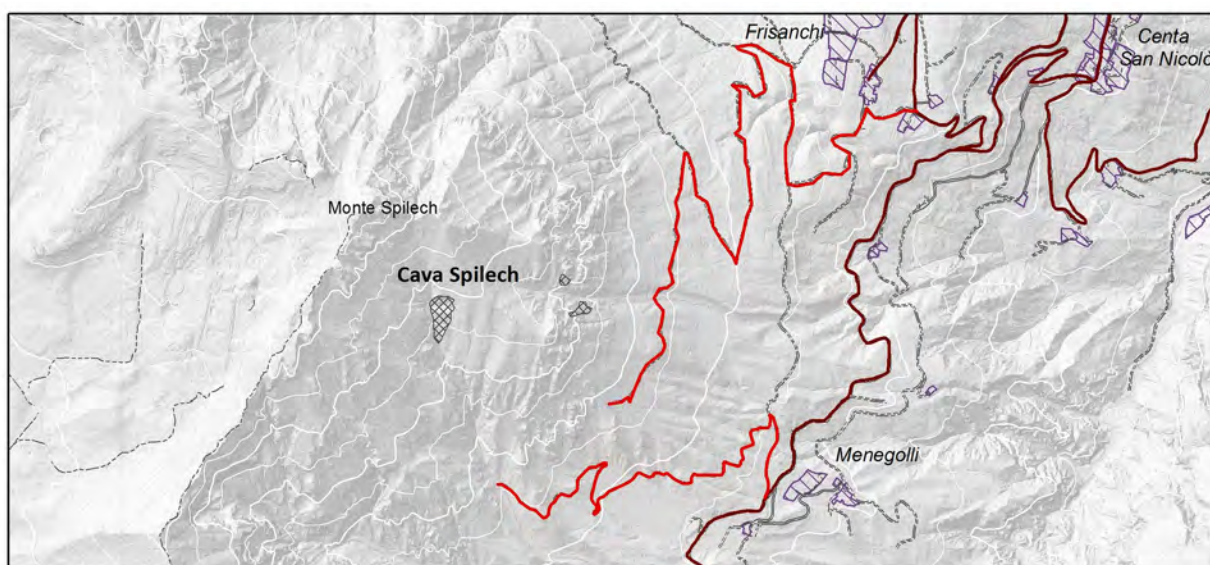 Frisanchi
Centa
San Nicolò
Monte Spilech
Cava Spilech
Menegolli